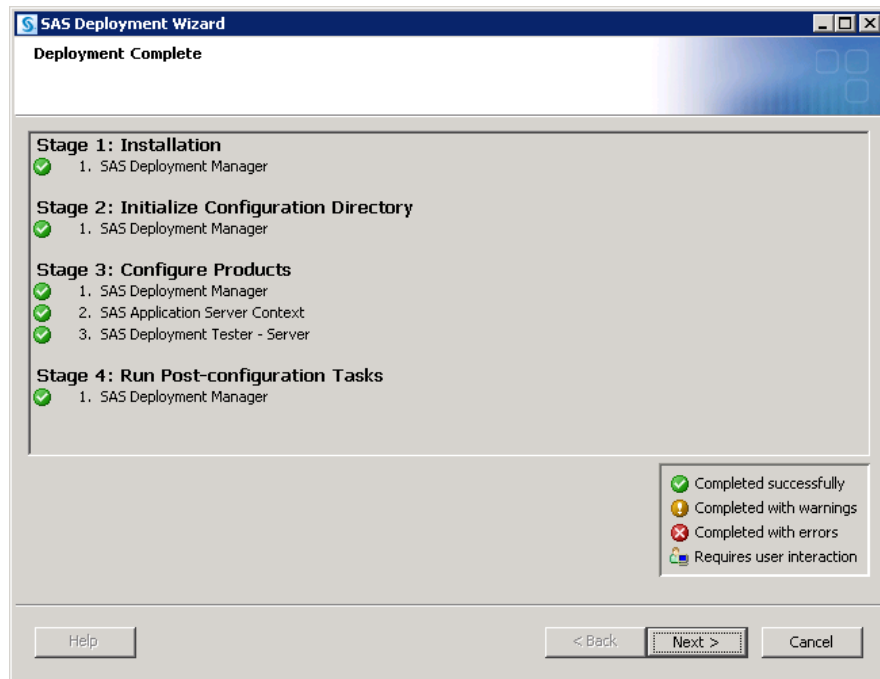 SAS Deployment Wizard
Deployment Complete
Stage 1: Installation
1. SAS Deployment Manager
Stage 2: Initialize Configuration Directory
1. SAS Deployment Manager
Stage 3: Configure Products
1. SAS Deployment Manager
2. SAS Application Server Context
3. SAS Deployment Tester - Server
Stage 4: Run Post-configuration Tasks
1. SAS Deployment Manager
Completed successfully
Completed with warnings
Completed with errors
Requires user interaction
Help
< Back
Next >
Cancel